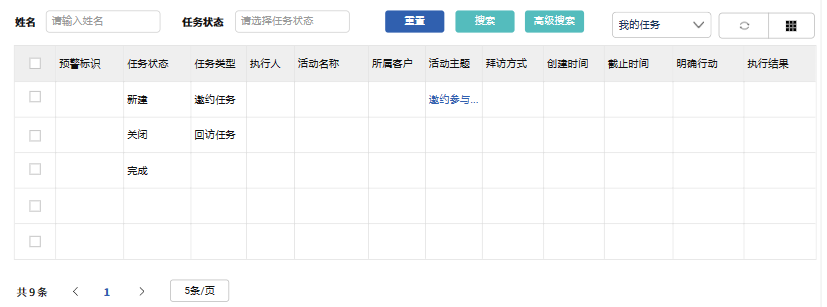 姓名 请输入姓名 任务状态 请选择任务状态 重置 搜索 高级搜索 我的任务
预警标识 任务状态 任务类型 执行人 活动名称 所属客户 活动主题 拜访方式 创建时间 截止时间 明确行动 执行结果
新建 邀约任务 邀约参与...
关闭 回访任务
完成
共9条 < 1 > 5条/页